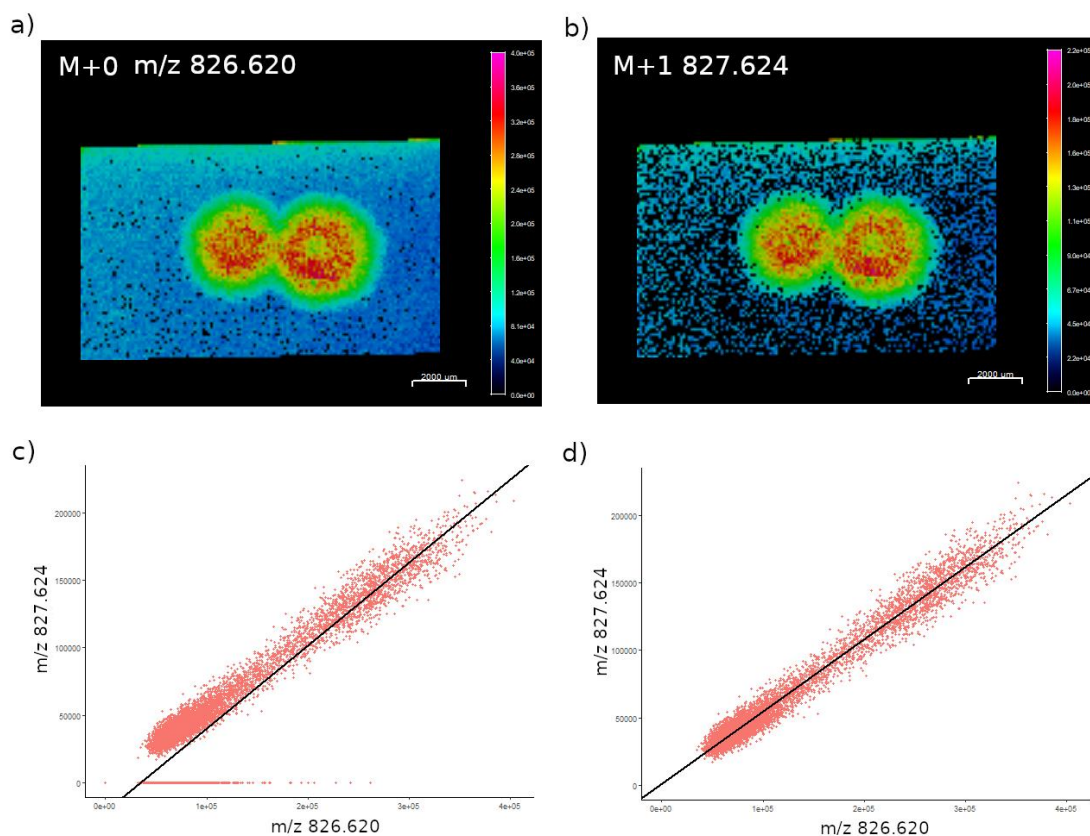 a)
M+0 m/z 826.620
4.0e+05
3.6e+05
3.2e+05
2.8e+05
2.4e+05
2.0e+05
1.6e+05
1.2e+05
8.1e+04
4.0e+04
0.0e+00
2000 um
b)
M+1 827.624
2.2e+05
2.0e+05
1.8e+05
1.6e+05
1.3e+05
1.1e+05
9.0e+04
6.7e+04
4.5e+04
2.2e+04
0.0e+00
2000 um
c)
m/z 827.624
200000
150000
100000
50000
0
0e+00 1e+05 2e+05 3e+05 4e+05
m/z 826.620
d)
m/z 827.624
200000
150000
100000
50000
0
0e+00 1e+05 2e+05 3e+05 4e+05
m/z 826.620